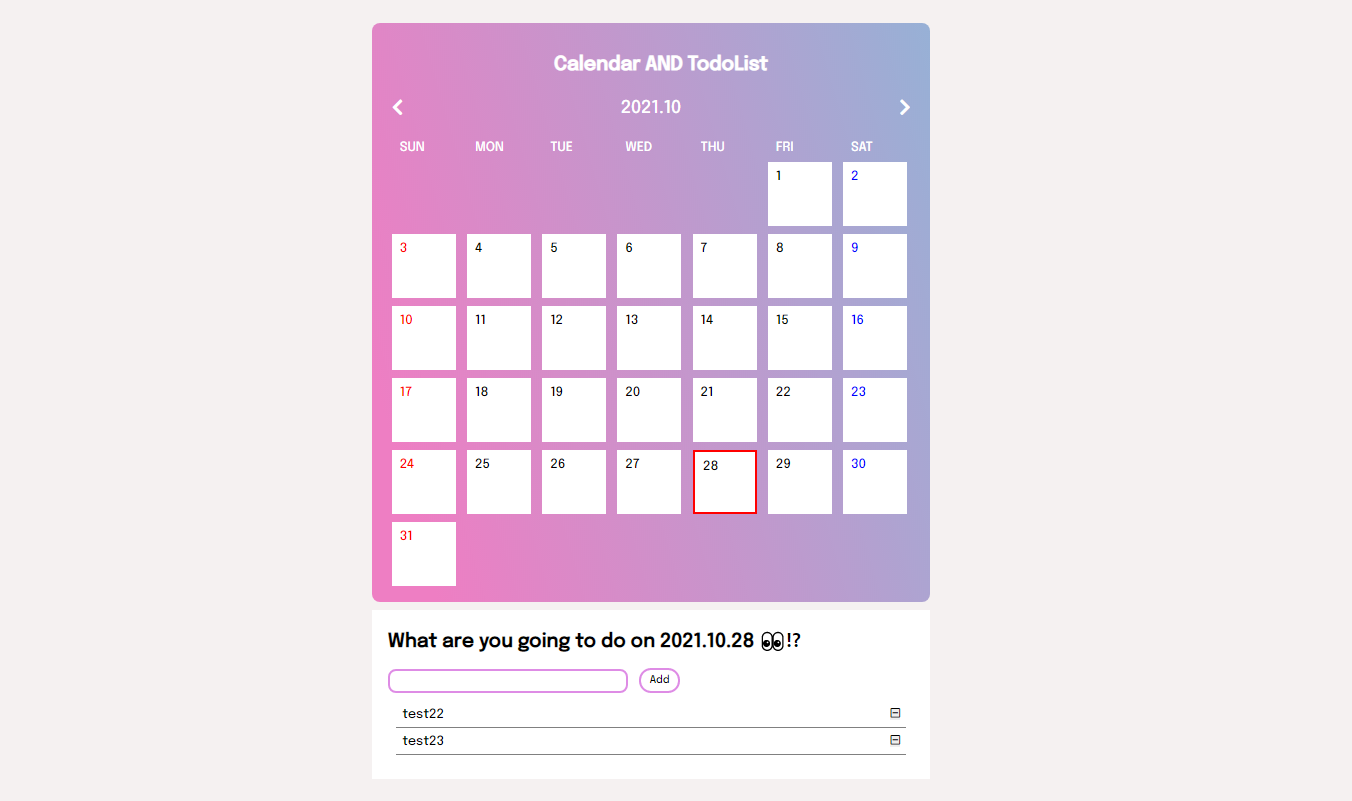 Calendar AND TodoList
2021.10
SUN MON TUE WED THU FRI SAT
1 2
3 4 5 6 7 8 9
10 11 12 13 14 15 16
17 18 19 20 21 22 23
24 25 26 27 28 29 30
31
What are you going to do on 2021.10.28 👀!?
Add
test22
test23